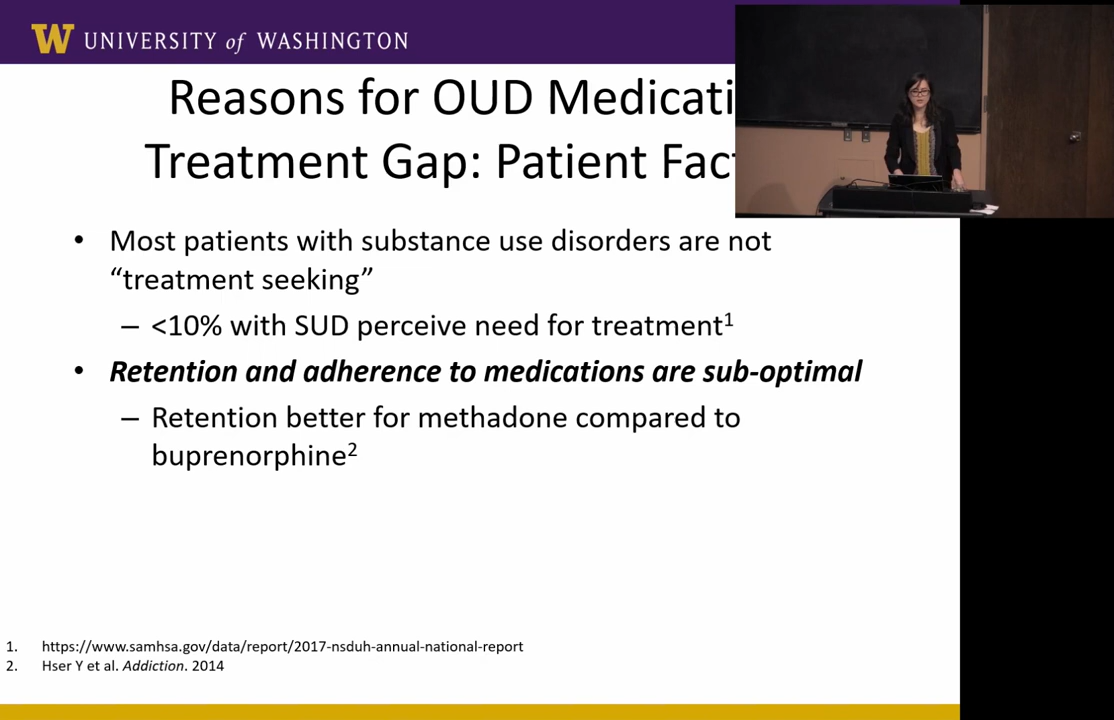 W UNIVERSITY of WASHINGTON
Reasons for OUD Medicati
Treatment Gap: Patient Fact
• Most patients with substance use disorders are not
“treatment seeking”
– <10% with SUD perceive need for treatment1
• Retention and adherence to medications are sub-optimal
– Retention better for methadone compared to
buprenorphine2
1. https://www.samhsa.gov/data/report/2017-nsduh-annual-national-report
2. Hser Y et al. Addiction. 2014